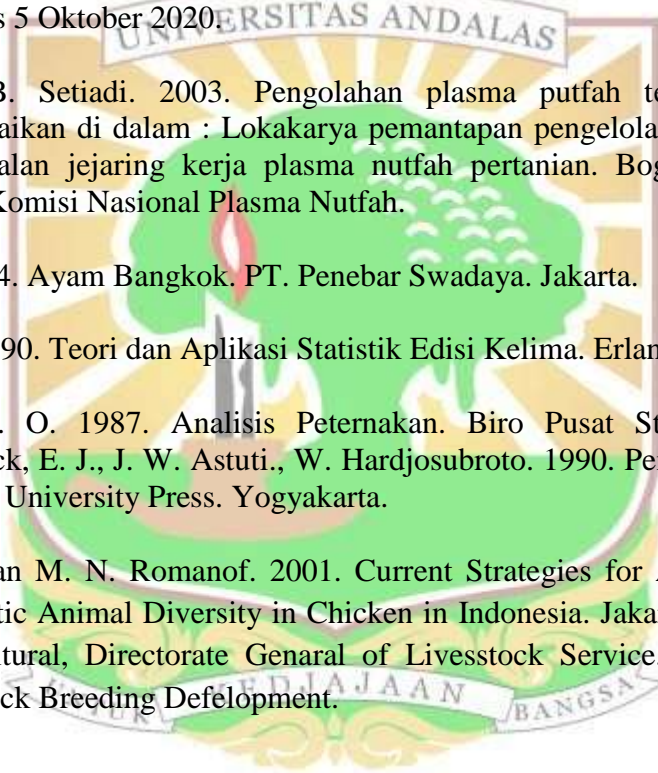 s 5 Oktober 2020.
UNIVERSITAS ANDALAS
B. Setiadi. 2003. Pengolahan plasma putfah te
aikan di dalam : Lokakarya pemantapan pengelola
alan jejaring kerja plasma nutfah pertanian. Bog
Komisi Nasional Plasma Nutfah.
4. Ayam Bangkok. PT. Penebar Swadaya. Jakarta.
90. Teori dan Aplikasi Statistik Edisi Kelima. Erlan
. O. 1987. Analisis Peternakan. Biro Pusat St
ck, E. J., J. W. Astuti., W. Hardjosubroto. 1990. Pe
University Press. Yogyakarta.
an M. N. Romanof. 2001. Current Strategies for A
tic Animal Diversity in Chicken in Indonesia. Jaka
ltural, Directorate Genaral of Livesstock Service.
ck Breeding Defelopment.
UNTUK KEDJAJAAN BANGSA